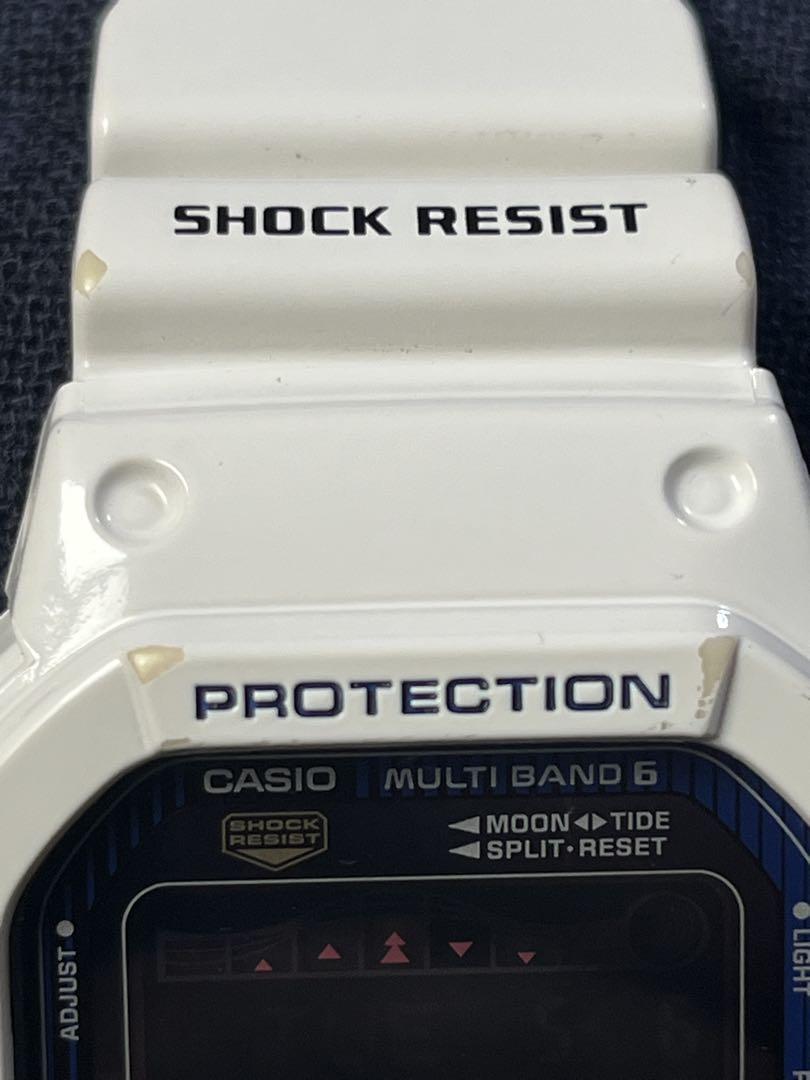 SHOCK RESIST
PROTECTION
CASIO MULTI BAND 6
SHOCK
RESIST
MOON◀▶TIDE
SPLIT•RESET
ADJUST
LIGHT